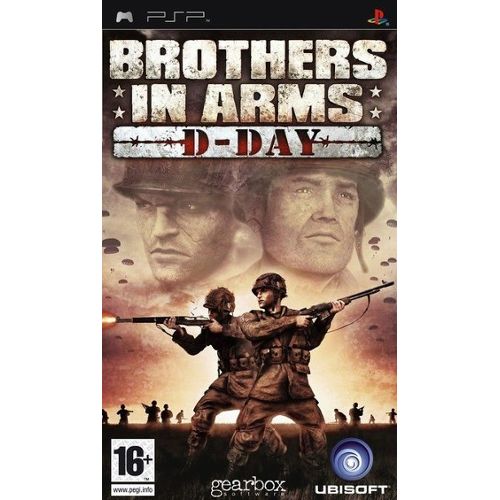 PSP
BROTHERS
IN ARMS
D-DAY
16+
www.pegi.info
gearbox
software
UBISOFT